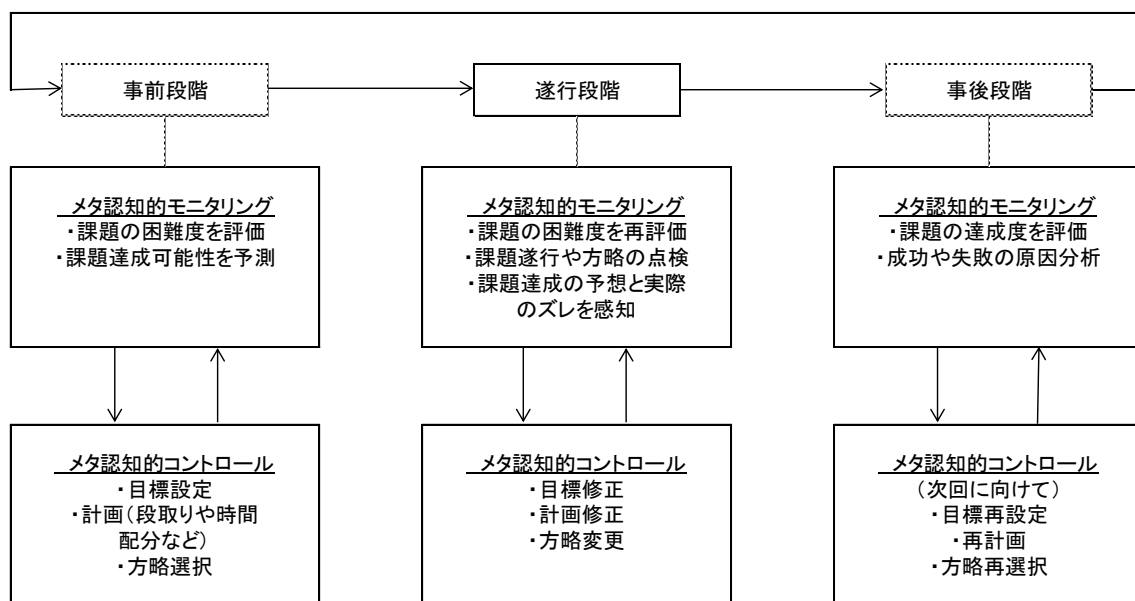 事前段階
遂行段階
事後段階
メタ認知的モニタリング
・課題の困難度を評価
・課題達成可能性を予測
メタ認知的モニタリング
・課題の困難度を再評価
・課題遂行や方略の点検
・課題達成の予想と実際
のズレを感知
メタ認知的モニタリング
・課題の達成度を評価
・成功や失敗の原因分析
メタ認知的コントロール
・目標設定
・計画（段取りや時間
配分など）
・方略選択
メタ認知的コントロール
・目標修正
・計画修正
・方略変更
メタ認知的コントロール
（次回に向けて）
・目標再設定
・再計画
・方略再選択